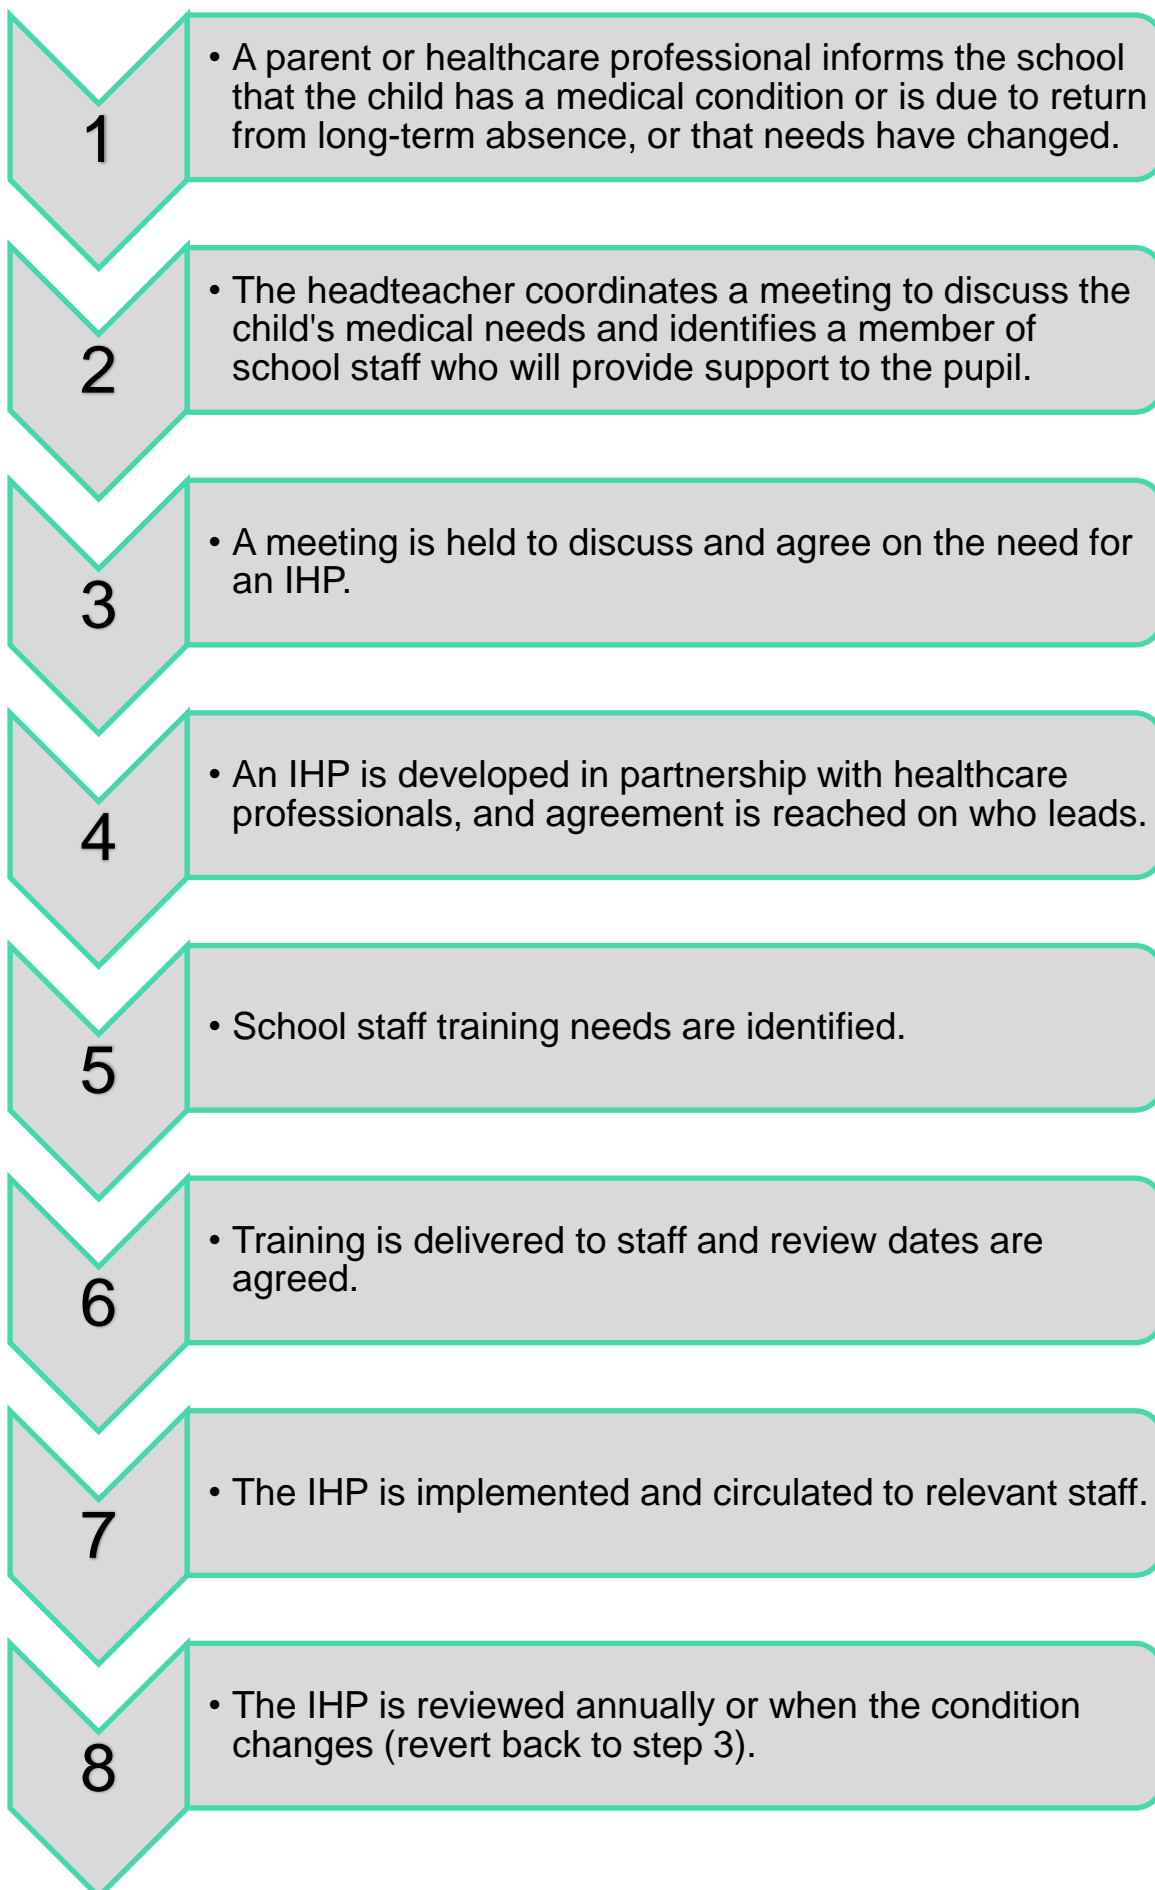 1
• A parent or healthcare professional informs the school
that the child has a medical condition or is due to return
from long-term absence, or that needs have changed.
2
• The headteacher coordinates a meeting to discuss the
child's medical needs and identifies a member of
school staff who will provide support to the pupil.
3
• A meeting is held to discuss and agree on the need for
an IHP.
4
• An IHP is developed in partnership with healthcare
professionals, and agreement is reached on who leads.
5
• School staff training needs are identified.
6
• Training is delivered to staff and review dates are
agreed.
7
• The IHP is implemented and circulated to relevant staff.
8
• The IHP is reviewed annually or when the condition
changes (revert back to step 3).